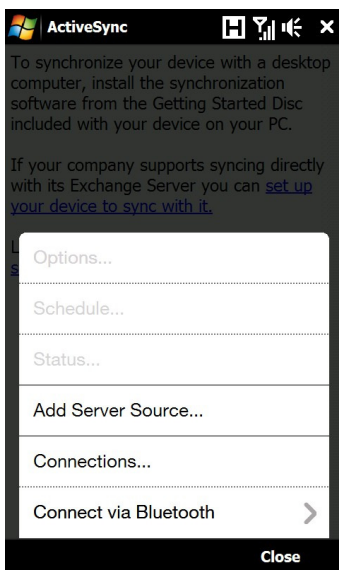 ActiveSync
H
To synchronize your device with a desktop
computer, install the synchronization
software from the Getting Started Disc
included with your device on your PC.
If your company supports syncing directly
with its Exchange Server you can set up
your device to sync with it.
Options...
Schedule...
Status...
Add Server Source...
Connections...
Connect via Bluetooth
Close